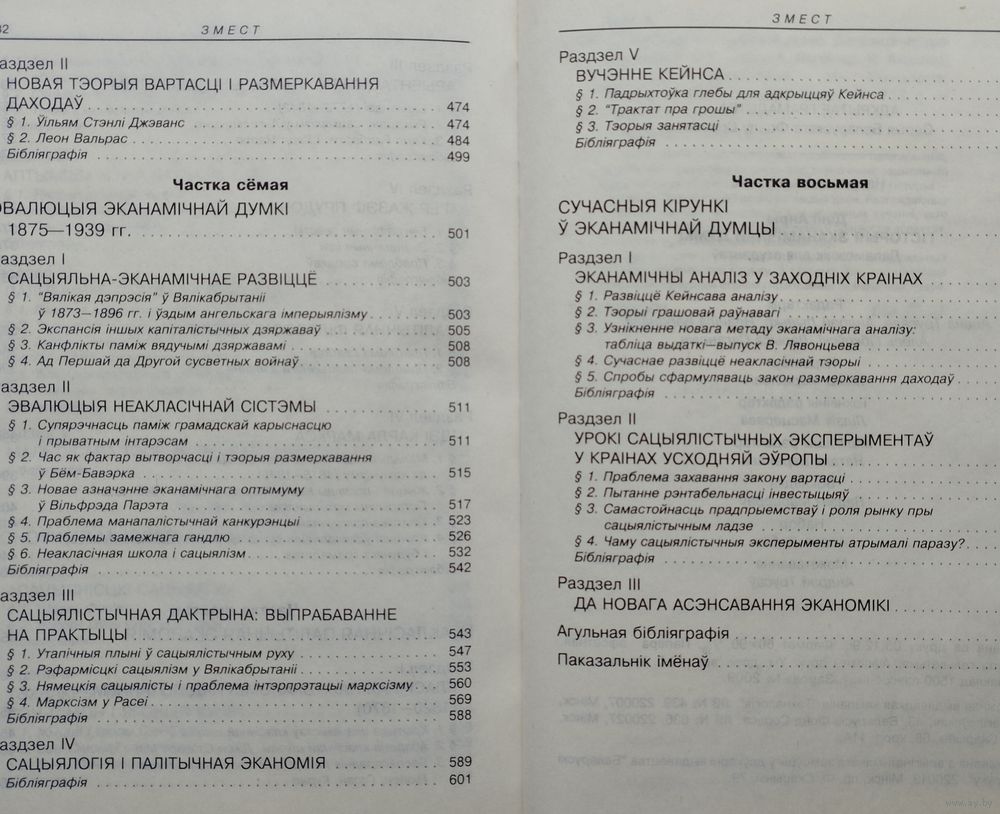 ЗМЕСТ
Раздзел II
НОВАЯ ТЭОРЫЯ ВАРТАСЦІ І РАЗМЕРКАВАННЯ
ДАХОДАЎ 474
§ 1. Ўільям Стэнлі Джэванс 474
§ 2. Леон Вальрас 484
Бібліяграфія 499
Частка сёмая
ЭВАЛЮЦЫЯ ЭКАНАМІЧНАЙ ДУМКІ
1875—1939 гг. 501
Раздзел I
САЦЫЯЛЬНА-ЭКАНАМІЧНАЕ РАЗВІЦЦЁ 503
§ 1. "Вялікая дэпрэсія" ў Вялікабрытаніі
ў 1873—1896 гг. і ўздым ангельскага імперыялізму 503
§ 2. Экспансія іншых капіталістычных дзяржаваў 505
§ 3. Канфлікты паміж вядучымі дзяржавамі 508
§ 4. Ад Першай да Другой сусветных войнаў 508
Раздзел II
ЭВАЛЮЦЫЯ НЕАКЛАСІЧНАЙ СІСТЭМЫ 511
§ 1. Супярэчнасць паміж грамадскай карыснасцю
і прыватным інтарэсам 511
§ 2. Час як фактар вытворчасці і тэорыя размеркавання
ў Бём-Бавэрка 515
§ 3. Новае азначэнне эканамічнага оптымуму
ў Вільфрэда Парэта 517
§ 4. Праблема манапалістычнай канкурэнцыі 523
§ 5. Праблемы замежнага гандлю 526
§ 6. Неакласічная школа і сацыялізм 532
Бібліяграфія 542
Раздзел III
САЦЫЯЛІСТЫЧНАЯ ДАКТРЫНА: ВЫПРАБАВАННЕ
НА ПРАКТЫЦЫ 543
§ 1. Утапічныя плыні ў сацыялістычным руху 547
§ 2. Рэфармісцкі сацыялізм у Вялікабрытаніі 553
§ 3. Нямецкія сацыялісты і праблема інтэрпрэтацыі марксізму 560
§ 4. Марксізм у Расеі 569
Бібліяграфія 588
Раздзел IV
САЦЫЯЛОГІЯ І ПАЛІТЫЧНАЯ ЭКАНОМІЯ 589
Бібліяграфія 601
ЗМЕСТ
Раздзел V
ВУЧЭННЕ КЕЙНСА
§ 1. Падрыхтоўка глебы для адкрыццяў Кейнса
§ 2. "Трактат пра грошы"
§ 3. Тэорыя занятасці
Бібліяграфія
Частка восьмая
СУЧАСНЫЯ КІРУНКІ
Ў ЭКАНАМІЧНАЙ ДУМЦЫ
Раздзел I
ЭКАНАМІЧНЫ АНАЛІЗ У ЗАХОДНІХ КРАІНАХ
§ 1. Развіццё Кейнсава аналізу
§ 2. Тэорыі грашовай раўнавагі
§ 3. Узнікненне новага метаду эканамічнага аналізу:
табліца выдаткі—выпуск В. Лявонцьева
§ 4. Сучаснае развіццё неакласічнай тэорыі
§ 5. Спробы сфармуляваць закон размеркавання даходаў
Бібліяграфія
Раздзел II
УРОКІ САЦЫЯЛІСТЫЧНЫХ ЭКСПЕРЫМЕНТАЎ
У КРАІНАХ УСХОДНЯЙ ЭЎРОПЫ
§ 1. Праблема захавання закону вартасці
§ 2. Пытанне рэнтабельнасці інвестыцыяў
§ 3. Самастойнасць прадпрыемстваў і роля рынку пры
сацыялістычным ладзе
§ 4. Чаму сацыялістычныя эксперыменты атрымалі паразу?
Бібліяграфія
Раздзел III
ДА НОВАГА АСЭНСАВАННЯ ЭКАНОМІКІ
Агульная бібліяграфія
Паказальнік імёнаў
www.ay.by